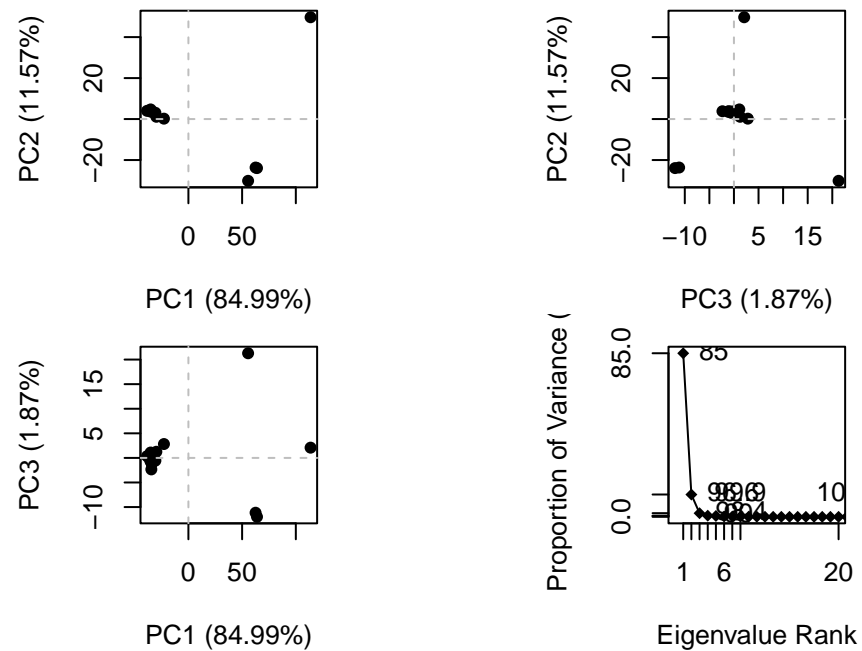 PC2 (11.57%)
−20
20
0
50
PC1 (84.99%)
PC2 (11.57%)
−20
20
−10
5
15
PC3 (1.87%)
PC3 (1.87%)
−10
5
15
0
50
PC1 (84.99%)
Proportion of Variance (
0.0
85.0
85
10
1
6
20
Eigenvalue Rank